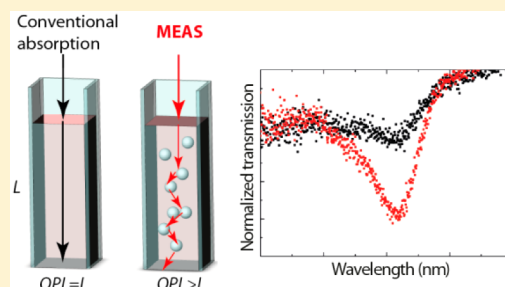 Conventional
absorption
MEAS
L
OPL=L
OPL>L
Normalized transmission
Wavelength (nm)